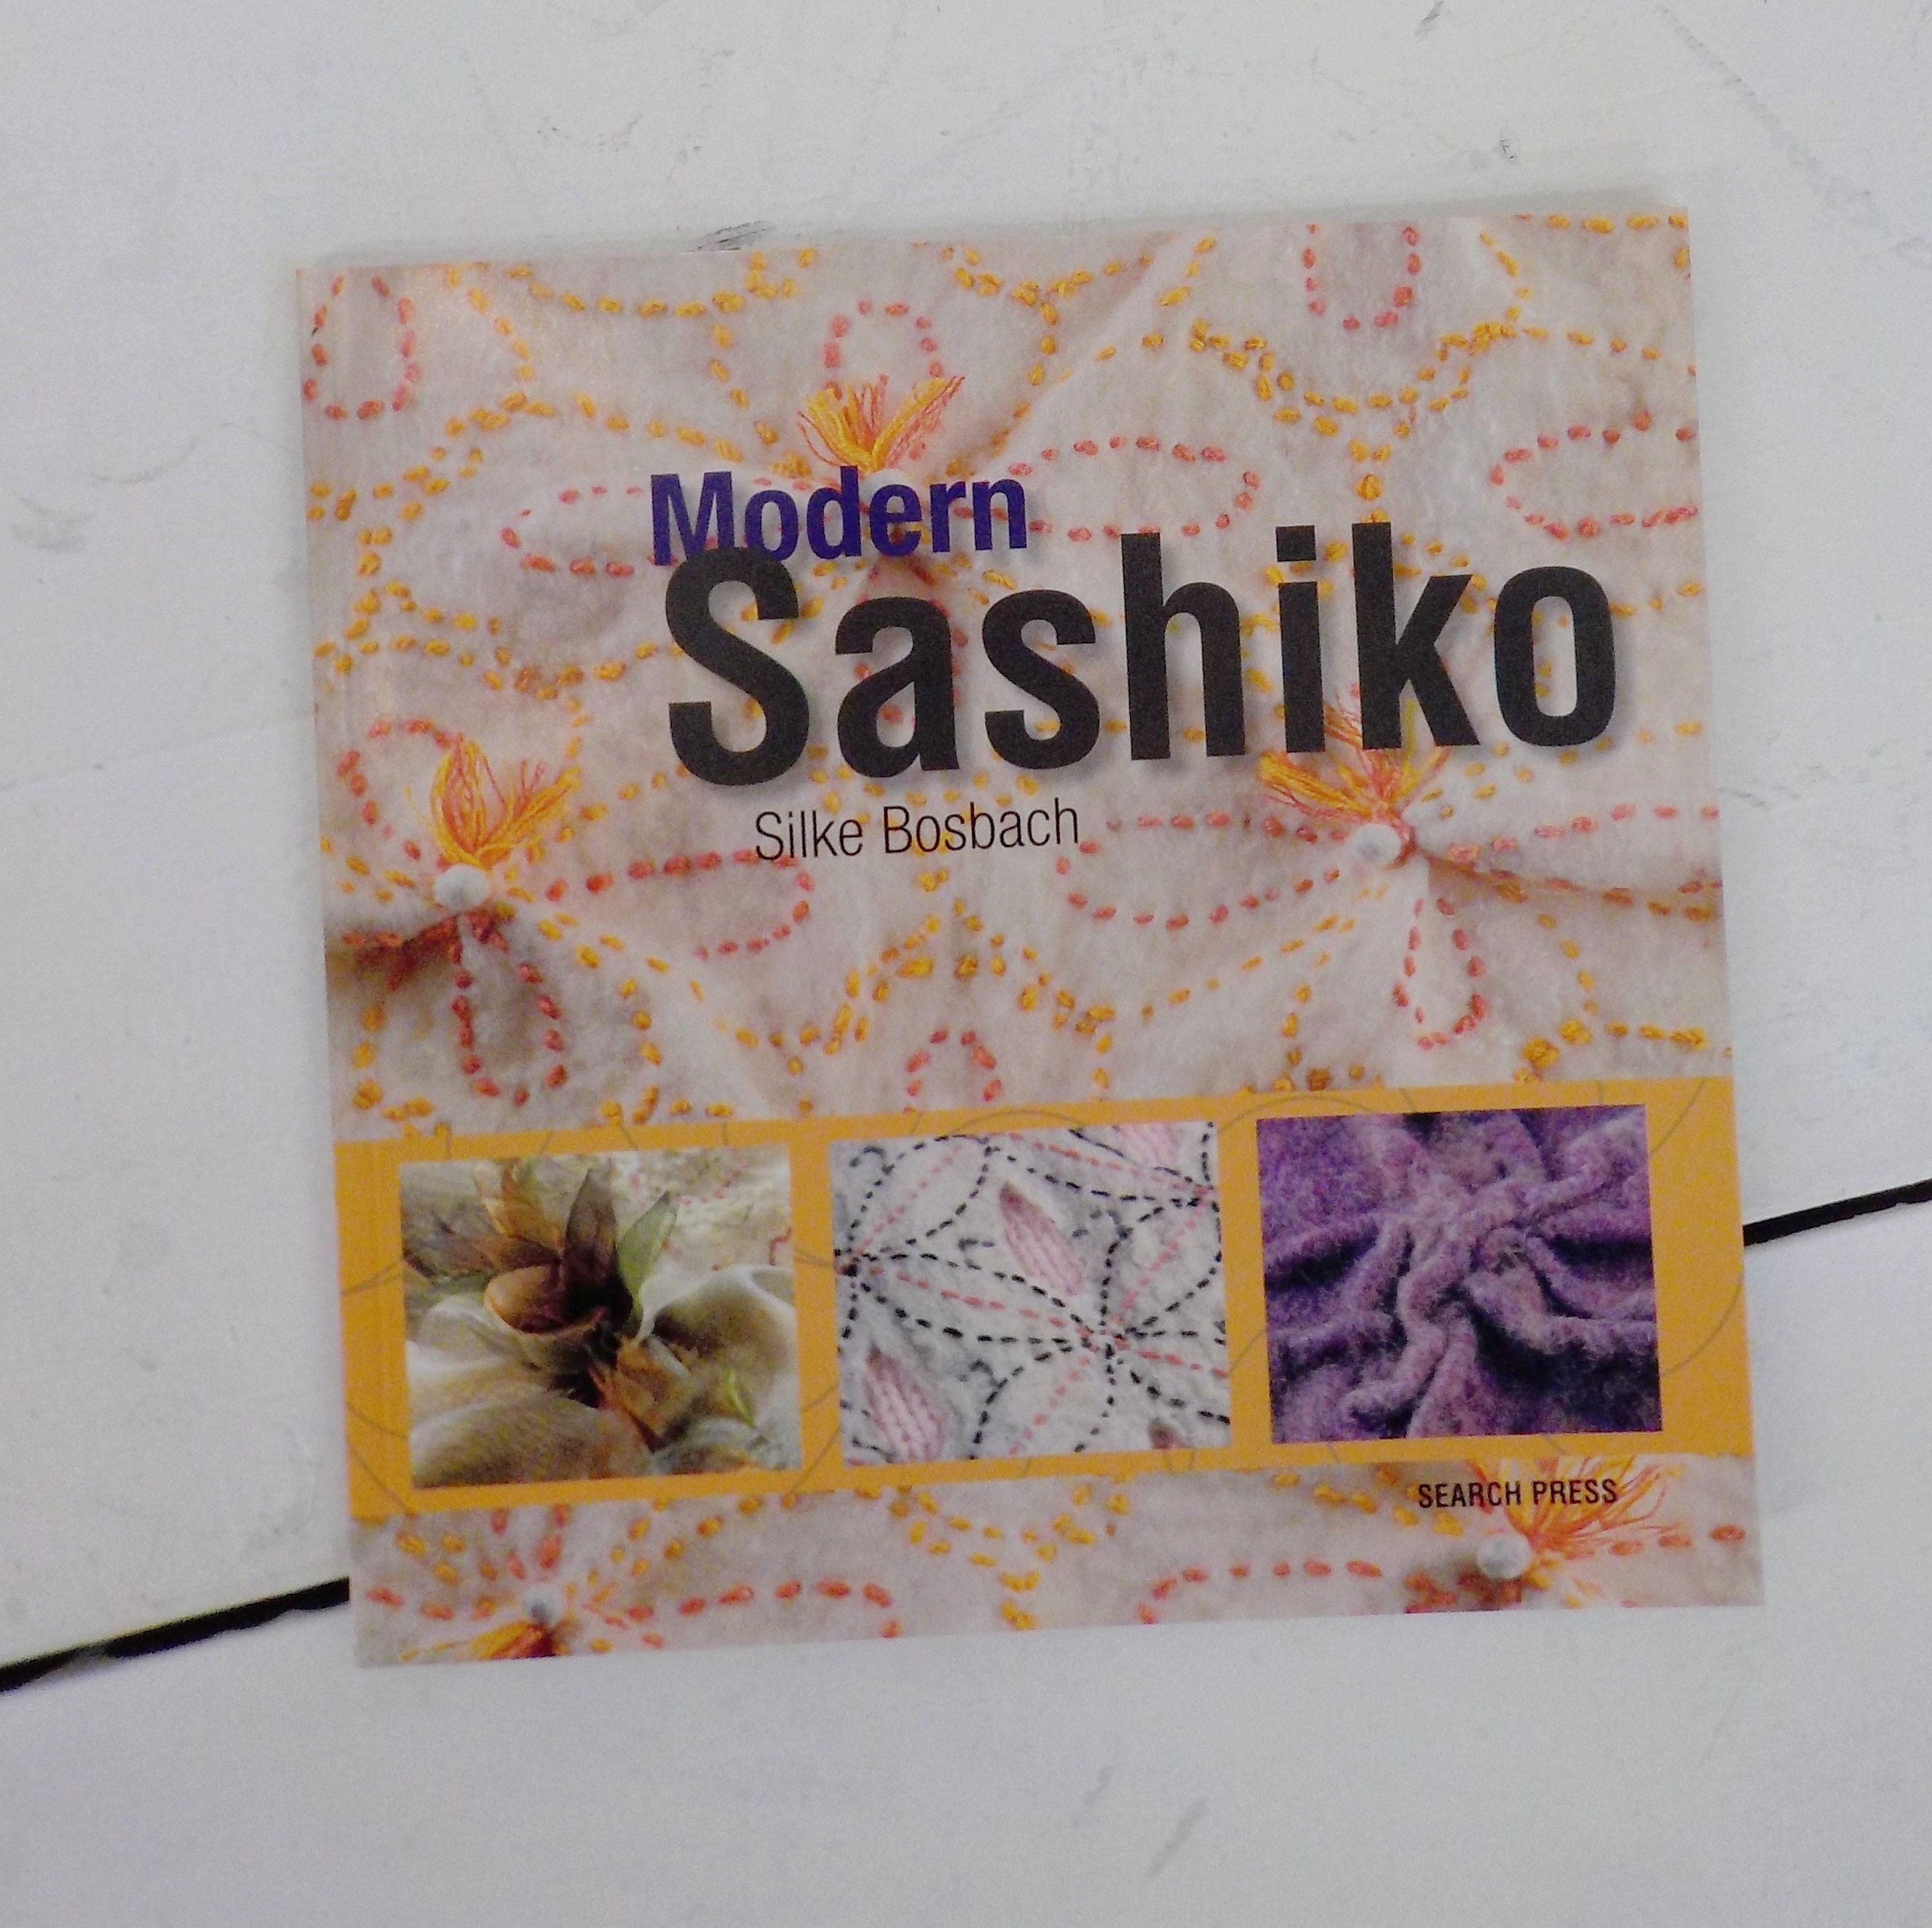 Modern
Sashiko
Silke Bosbach
SEARCH PRESS